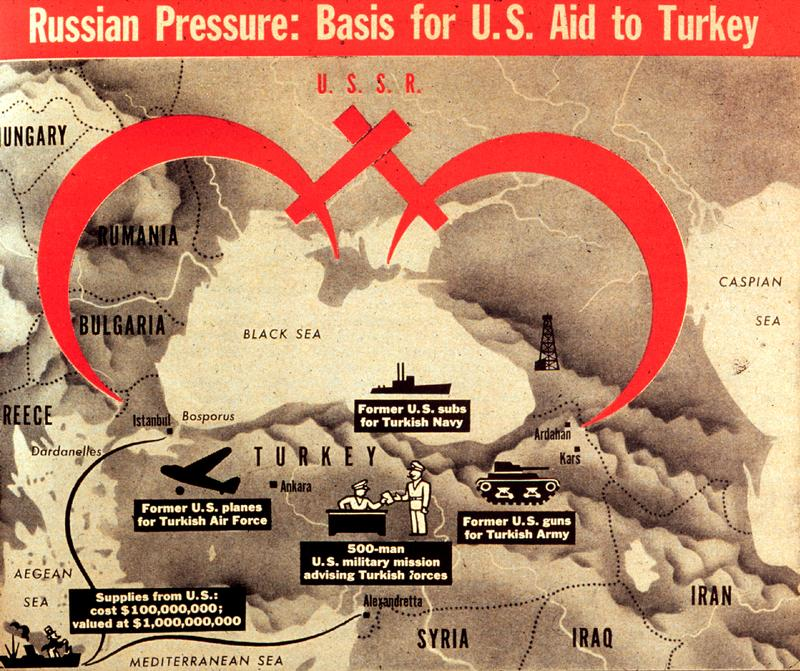 Russian Pressure: Basis for U.S. Aid to Turkey
U. S. S. R.
HUNGARY
RUMANIA
CASPIAN
SEA
BULGARIA
BLACK SEA
GREECE
Istanbul
Bosporus
Former U.S. subs
for Turkish Navy
Ardahan
Kars
Dardanelles
TURKEY
Ankara
Former U.S. planes
for Turkish Air Force
Former U.S. guns
for Turkish Army
500-man
U.S. military mission
advising Turkish forces
AEGEAN
SEA
Supplies from U.S.:
cost $100,000,000;
valued at $1,000,000,000
Alexandretta
IRAN
SYRIA
IRAQ
MEDITERRANEAN SEA